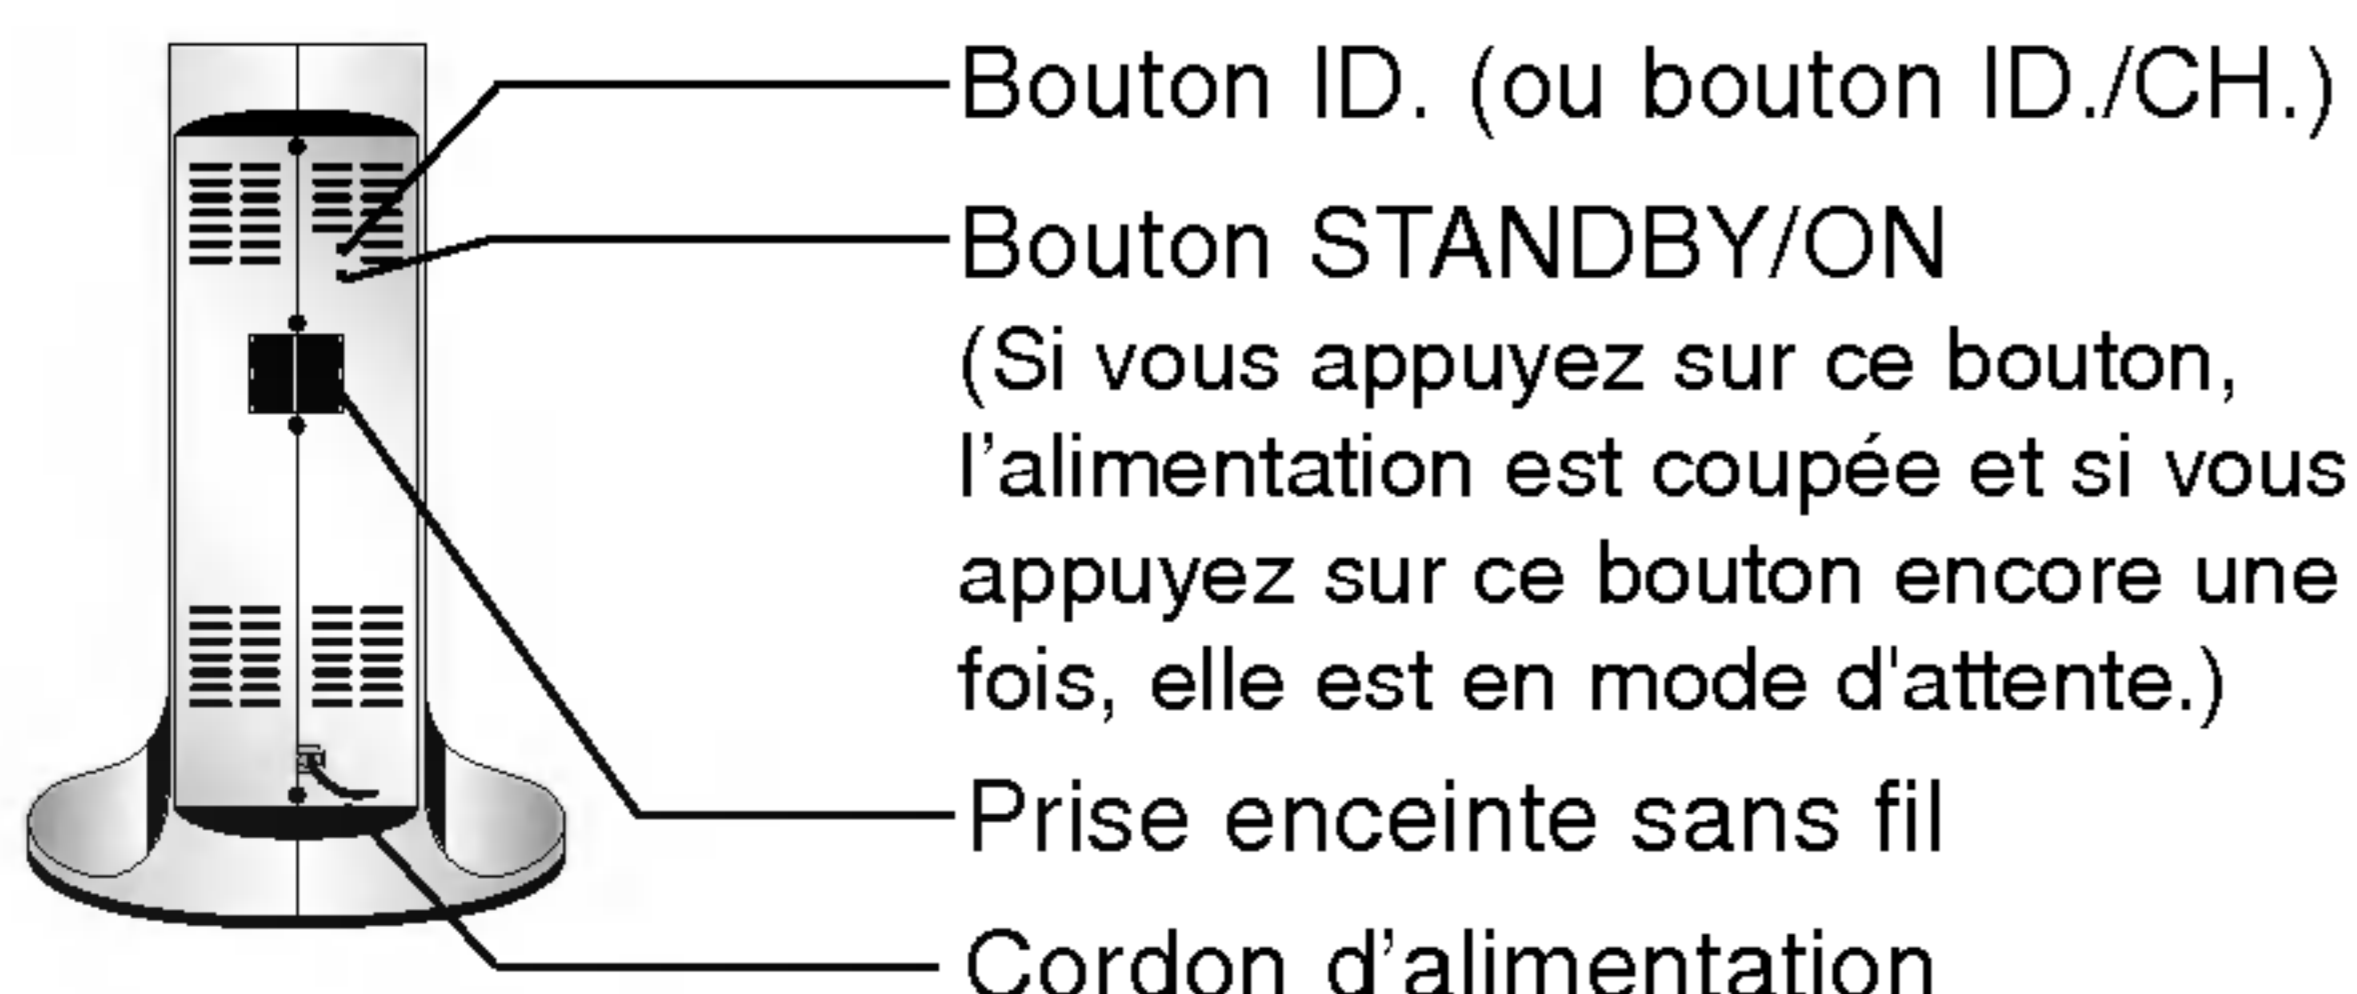 Bouton ID. (ou bouton ID./CH.)
Bouton STANDBY/ON
(Si vous appuyez sur ce bouton,
l’alimentation est coupée et si vous
appuyez sur ce bouton encore une
fois, elle est en mode d'attente.)
Prise enceinte sans fil
Cordon d’alimentation